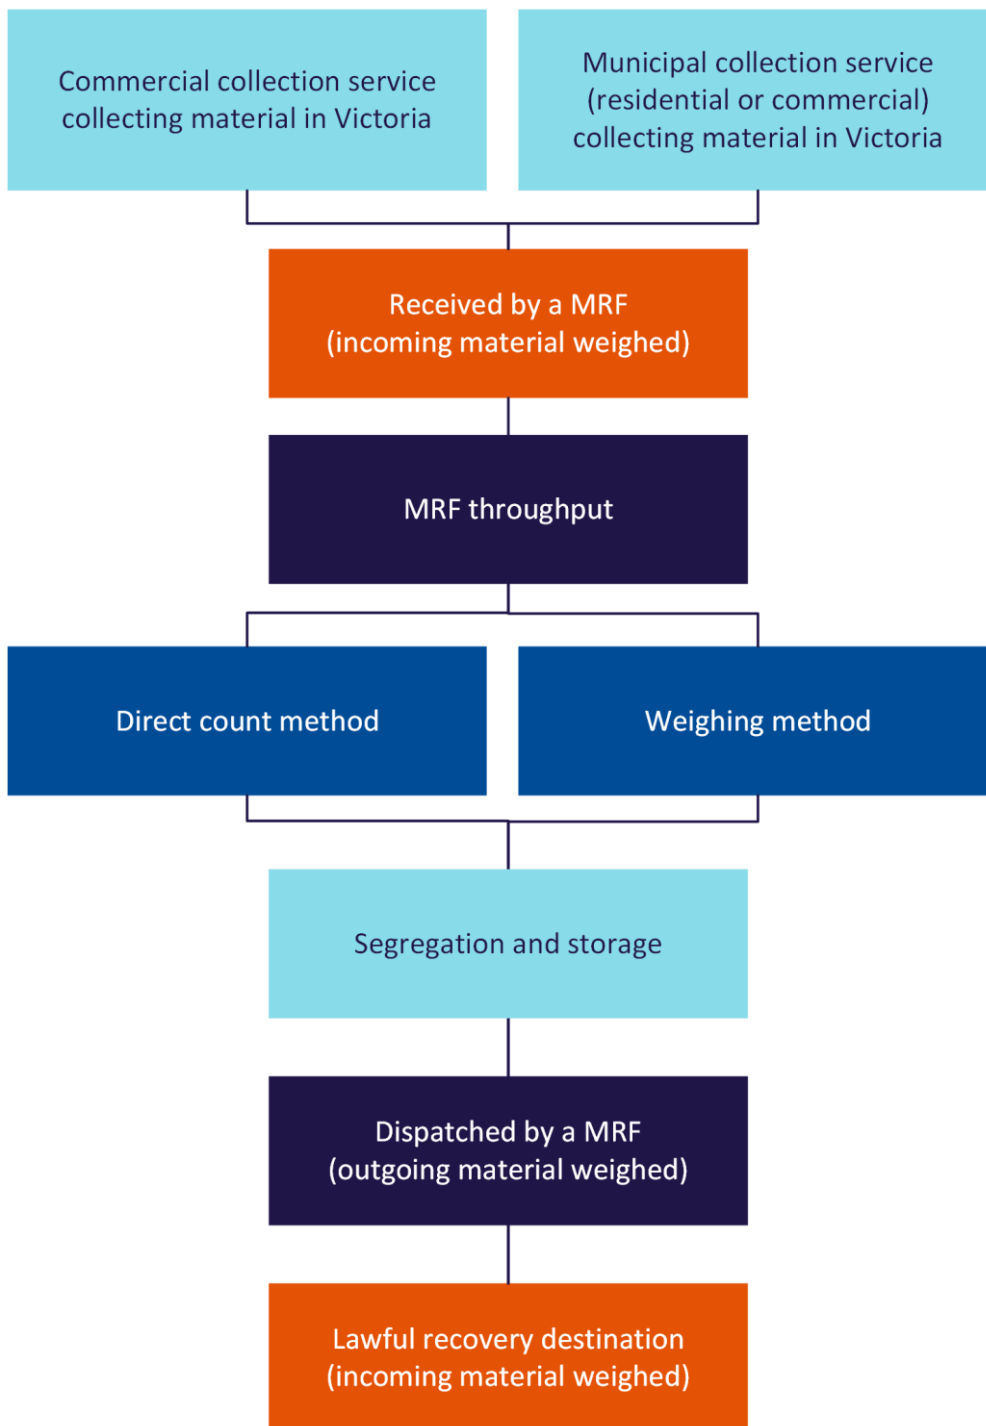 Commercial collection service
collecting material in Victoria
Municipal collection service
(residential or commercial)
collecting material in Victoria
Received by a MRF
(incoming material weighed)
MRF throughput
Direct count method
Weighing method
Segregation and storage
Dispatched by a MRF
(outgoing material weighed)
Lawful recovery destination
(incoming material weighed)